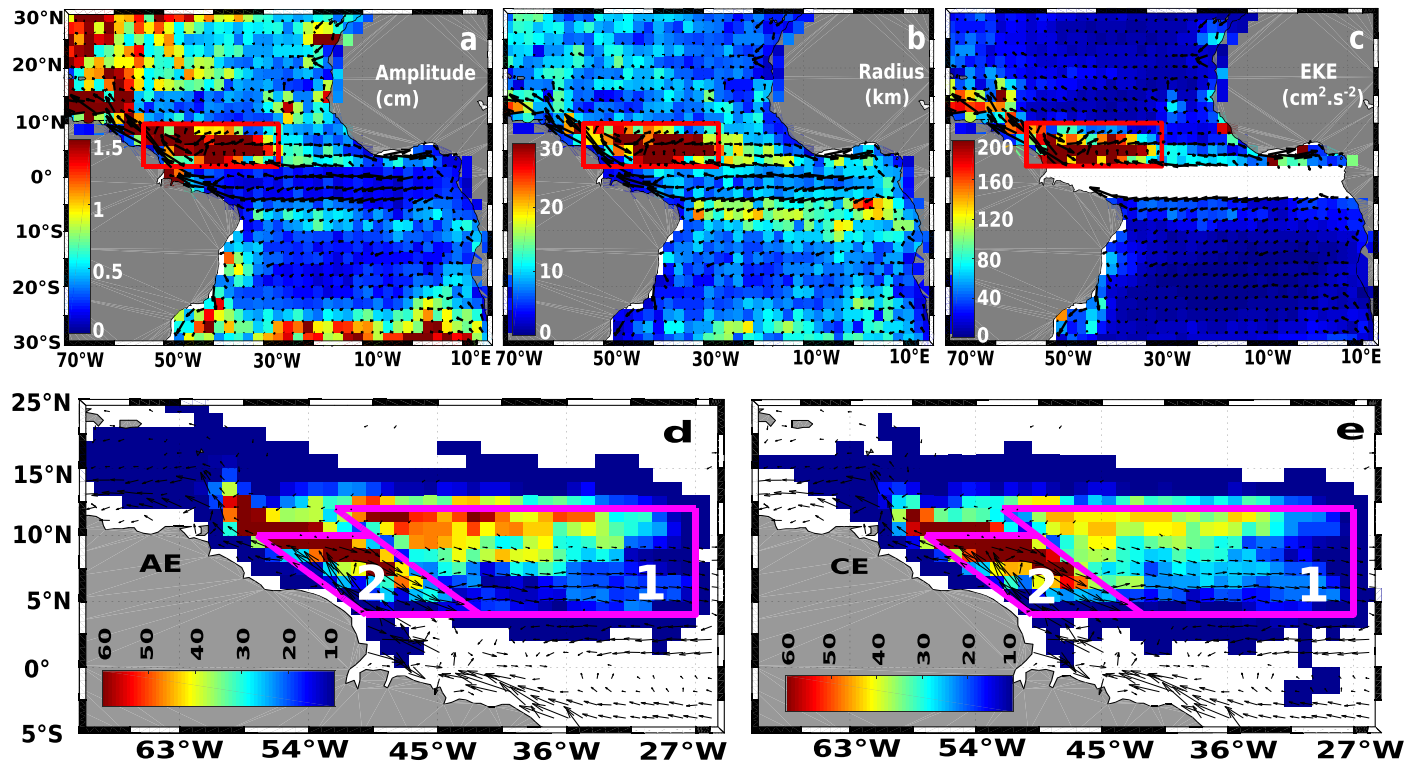 30°N
20°N
10°N
0°
10°S
20°S
30°S
a
Amplitude
(cm)
1.5
1
0.5
0
70°W 50°W 30°W 10°W 10°E
b
Radius
(km)
30
20
10
0
50°W 30°W 10°W 10°E
c
EKE
(cm².s⁻²)
200
160
120
80
40
0
70°W 50°W 30°W 10°W 10°E
25°N
15°N
10°N
5°N
0°
5°S
d
AE
2
1
60 50 40 30 20 10
63°W 54°W 45°W 36°W 27°W
e
CE
2
1
60 50 40 30 20 10
63°W 54°W 45°W 36°W 27°W